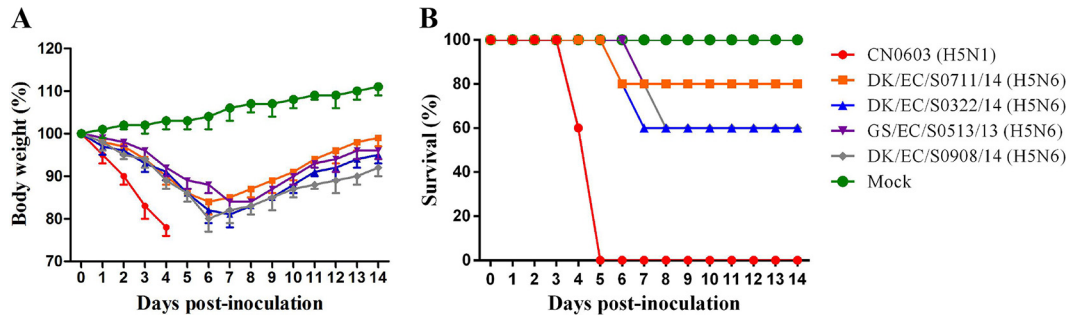 A
Body weight (%)
120
110
100
90
80
70
0 1 2 3 4 5 6 7 8 9 10 11 12 13 14
Days post-inoculation
B
Survival (%)
100
80
60
40
20
0
0 1 2 3 4 5 6 7 8 9 10 11 12 13 14
Days post-inoculation
CN0603 (H5N1)
DK/EC/S0711/14 (H5N6)
DK/EC/S0322/14 (H5N6)
GS/EC/S0513/13 (H5N6)
DK/EC/S0908/14 (H5N6)
Mock